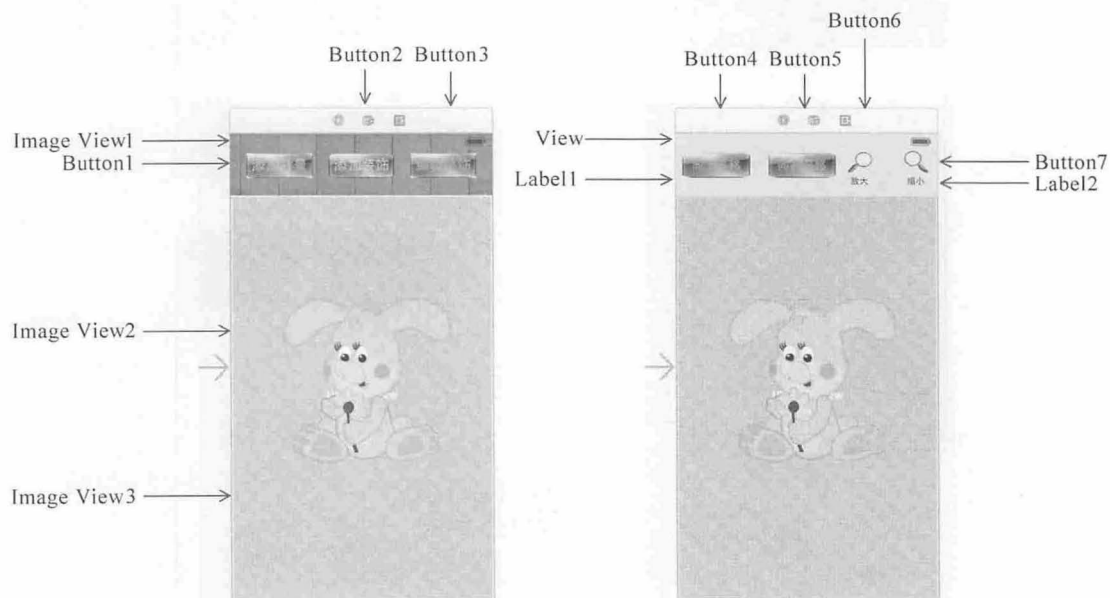 Button6
Button2 Button3
Button4 Button5
Image View1
Button1
View
Label1
Button7
Label2
放大
缩小
Image View2
Image View3